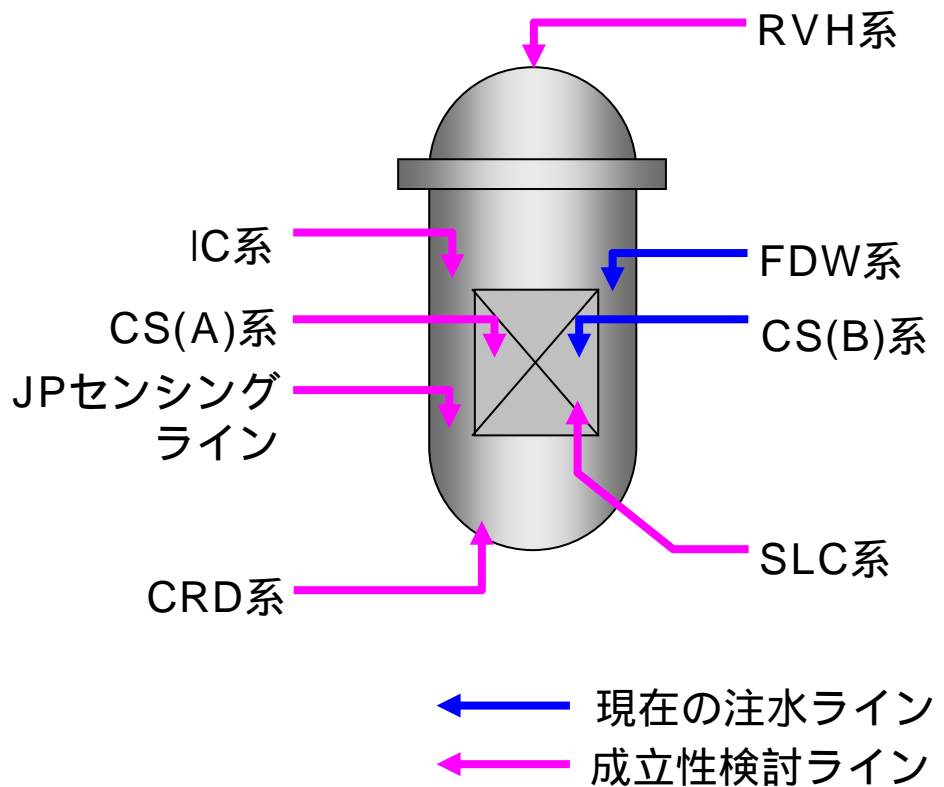 RVH系
IC系
FDW系
CS(A)系
CS(B)系
JPセンシング
ライン
SLC系
CRD系
現在の注水ライン
成立性検討ライン